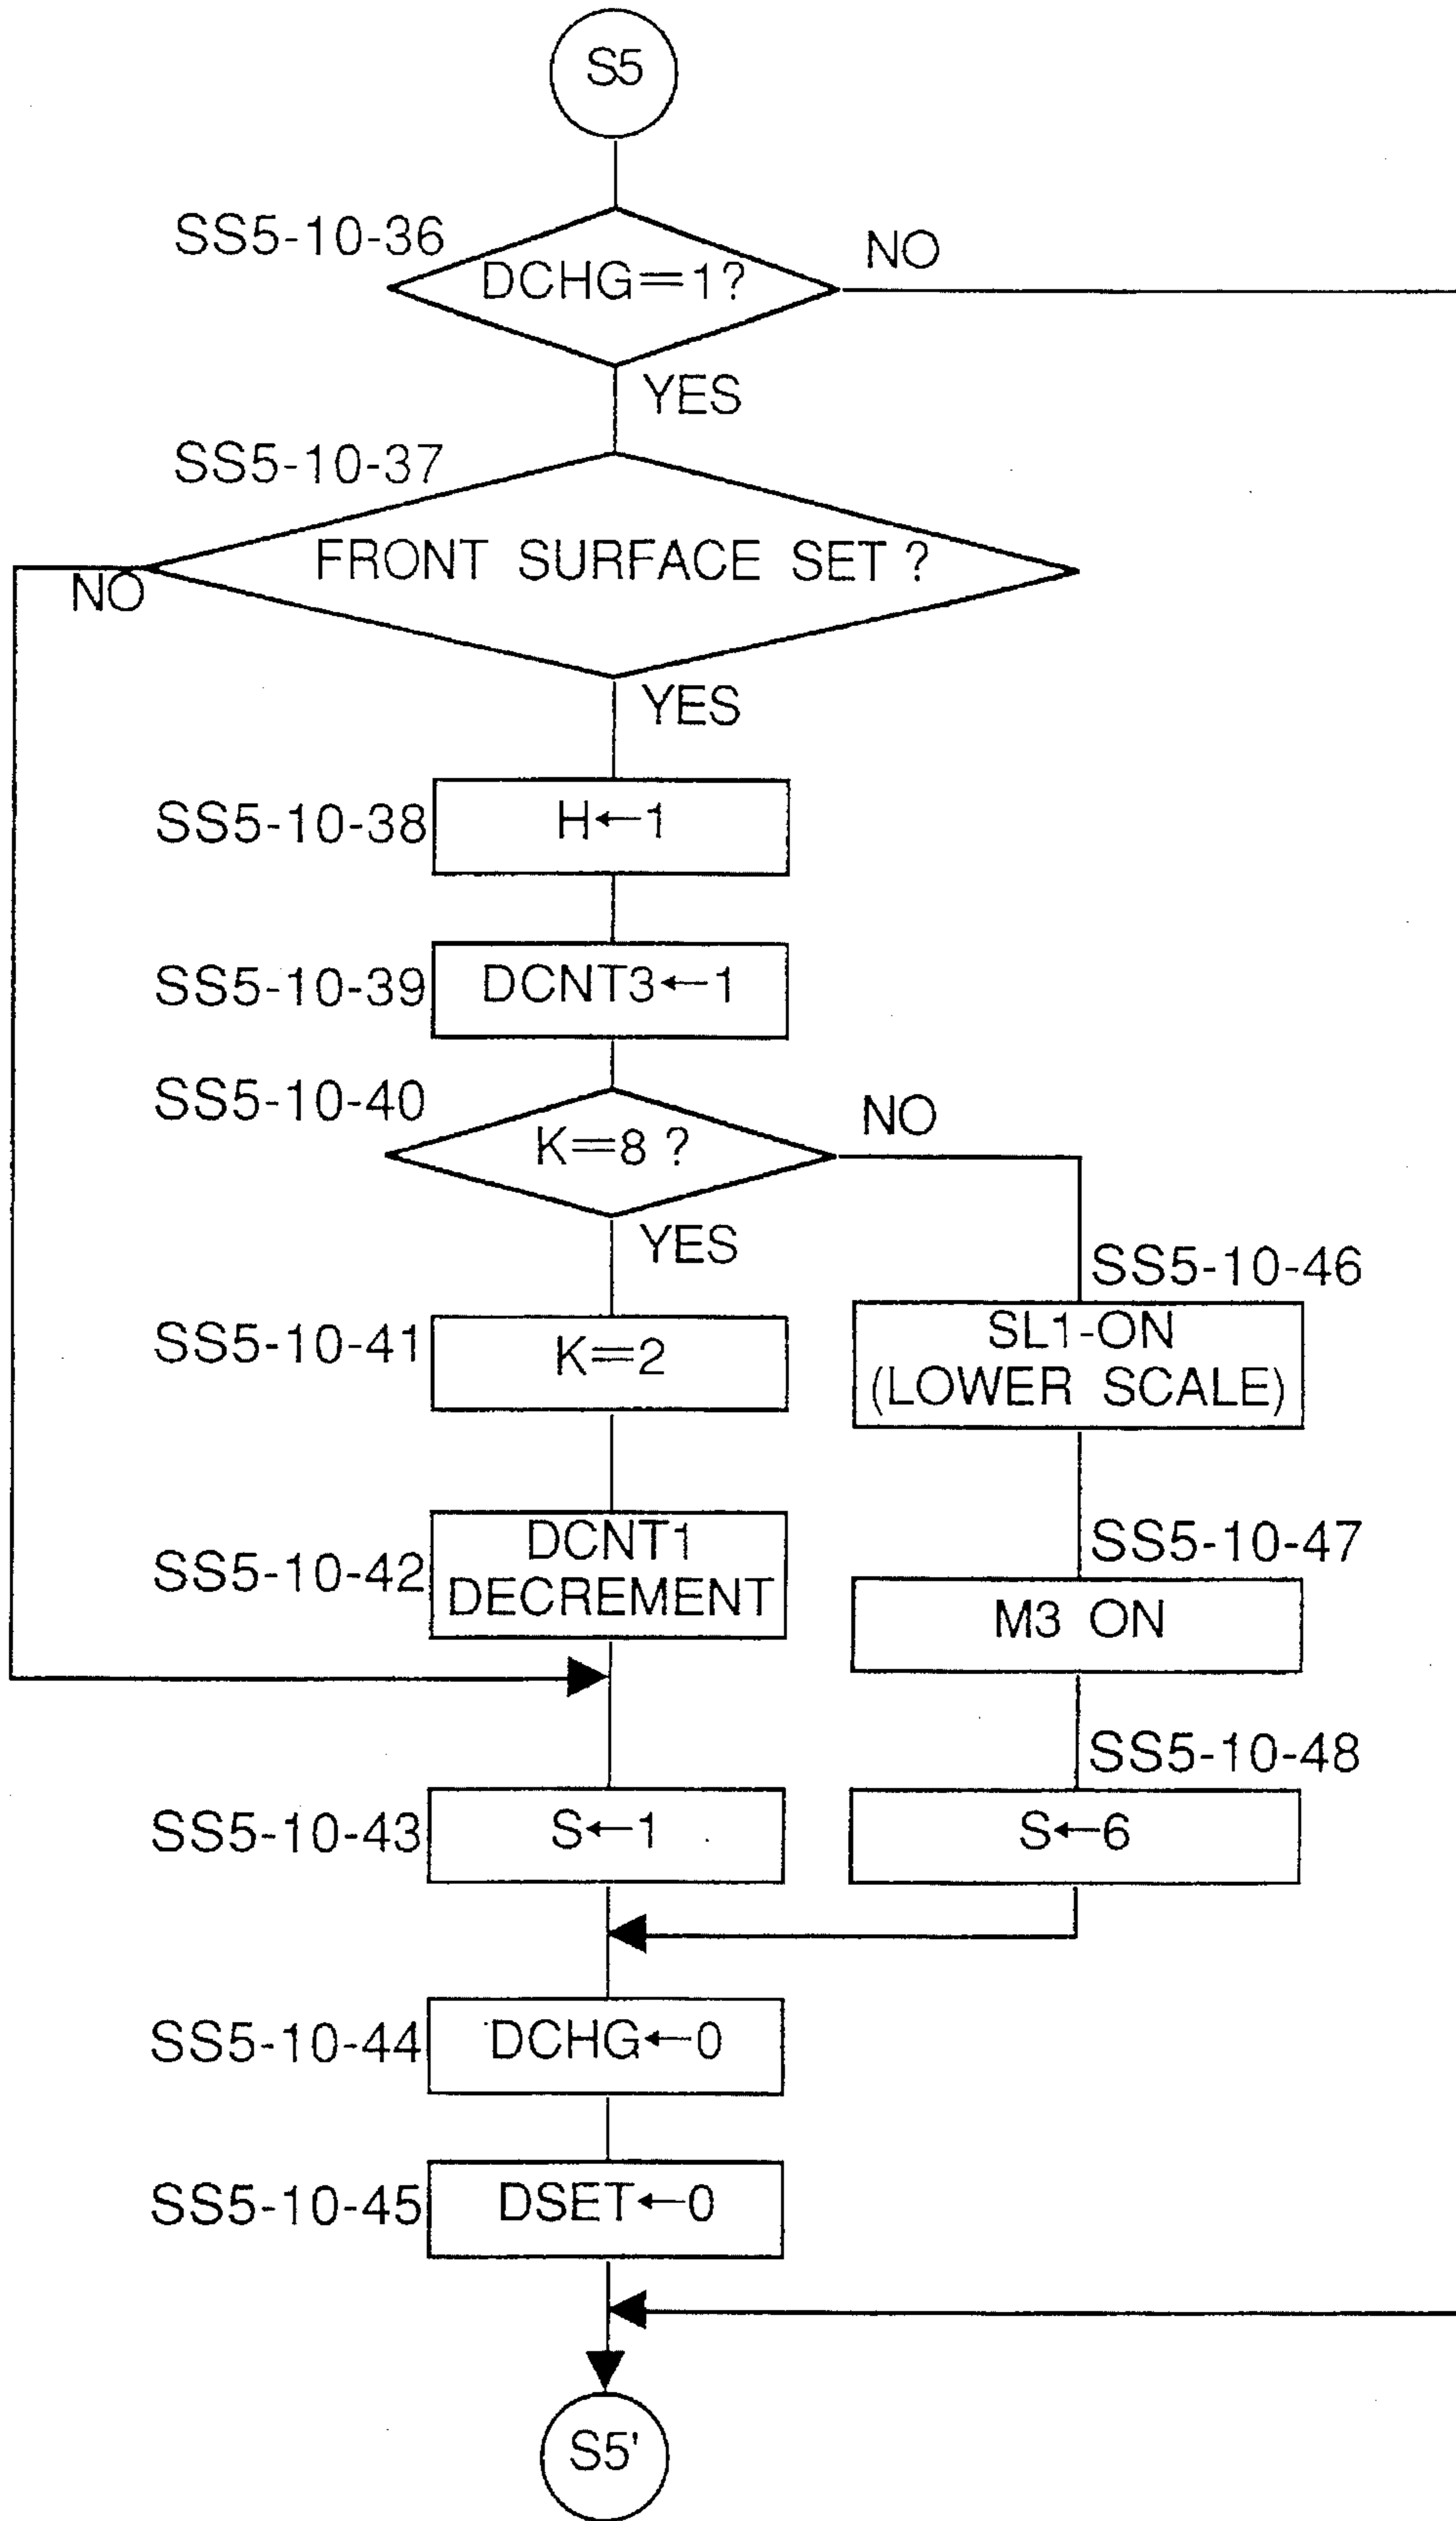 S5
SS5-10-36
DCHG=1?
NO
YES
SS5-10-37
FRONT SURFACE SET ?
NO
YES
SS5-10-38
H←1
SS5-10-39
DCNT3←1
SS5-10-40
K=8 ?
NO
YES
SS5-10-46
SL1-ON
(LOWER SCALE)
SS5-10-41
K=2
SS5-10-47
M3 ON
SS5-10-42
DCNT1
DECREMENT
SS5-10-48
S←6
SS5-10-43
S←1
SS5-10-44
DCHG←0
SS5-10-45
DSET←0
S5'